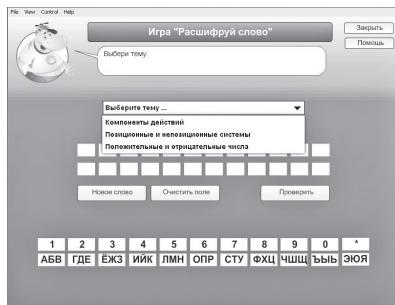 File View Control Help
Игра "Расшифруй слово"
Закрыть
Помощь
Выбери тему.
Выберите тему ...
Компоненты действий
Позиционные и непозиционные системы
Положительные и отрицательные числа
Новое слово Очистить поле Проверить
1 2 3 4 5 6 7 8 9 0 *
АБВ ГДЕ ЁЖЗ ИЙК ЛМН ОПР СТУ ФХЦ ЧШЩ ЪЫЬ ЭЮЯ